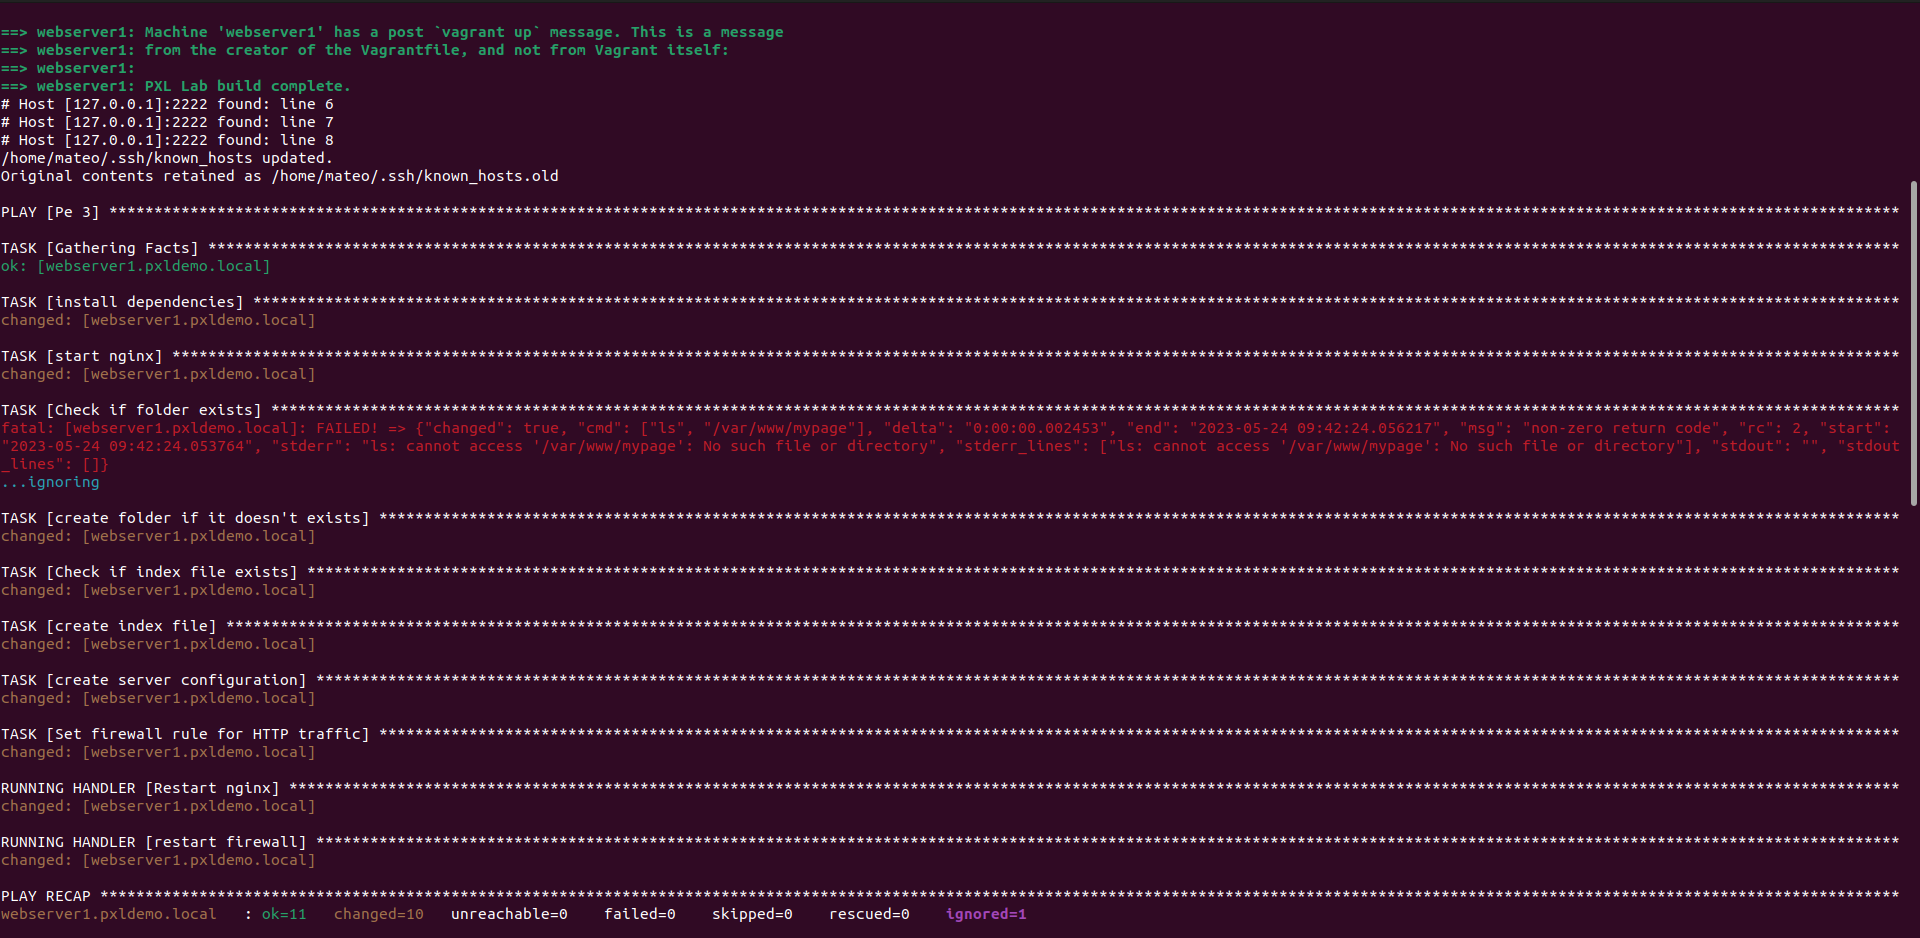 ==> webserver1: Machine 'webserver1' has a post `vagrant up` message. This is a message
==> webserver1: from the creator of the Vagrantfile, and not from Vagrant itself:
==> webserver1:
==> webserver1: PXL Lab build complete.
# Host [127.0.0.1]:2222 found: line 6
# Host [127.0.0.1]:2222 found: line 7
# Host [127.0.0.1]:2222 found: line 8
/home/mateo/.ssh/known_hosts updated.
Original contents retained as /home/mateo/.ssh/known_hosts.old
PLAY [Pe 3] ***************************************************************************************************************************************************************************************************
TASK [Gathering Facts] ****************************************************************************************************************************************************************************************
ok: [webserver1.pxldemo.local]
TASK [install dependencies] ***********************************************************************************************************************************************************************************
changed: [webserver1.pxldemo.local]
TASK [start nginx] ********************************************************************************************************************************************************************************************
changed: [webserver1.pxldemo.local]
TASK [Check if folder exists] *********************************************************************************************************************************************************************************
fatal: [webserver1.pxldemo.local]: FAILED! => {"changed": true, "cmd": ["ls", "/var/www/mypage"], "delta": "0:00:00.002453", "end": "2023-05-24 09:42:24.056217", "msg": "non-zero return code", "rc": 2, "start":
"2023-05-24 09:42:24.053764", "stderr": "ls: cannot access '/var/www/mypage': No such file or directory", "stderr_lines": ["ls: cannot access '/var/www/mypage': No such file or directory"], "stdout": "", "stdout
_lines": []}
...ignoring
TASK [create folder if it doesn't exists] *********************************************************************************************************************************************************************
changed: [webserver1.pxldemo.local]
TASK [Check if index file exists] *****************************************************************************************************************************************************************************
changed: [webserver1.pxldemo.local]
TASK [create index file] **************************************************************************************************************************************************************************************
changed: [webserver1.pxldemo.local]
TASK [create server configuration] ****************************************************************************************************************************************************************************
changed: [webserver1.pxldemo.local]
TASK [Set firewall rule for HTTP traffic] *********************************************************************************************************************************************************************
changed: [webserver1.pxldemo.local]
RUNNING HANDLER [Restart nginx] *******************************************************************************************************************************************************************************
changed: [webserver1.pxldemo.local]
RUNNING HANDLER [restart firewall] ****************************************************************************************************************************************************************************
changed: [webserver1.pxldemo.local]
PLAY RECAP ****************************************************************************************************************************************************************************************************
webserver1.pxldemo.local   : ok=11   changed=10   unreachable=0    failed=0    skipped=0    rescued=0    ignored=1